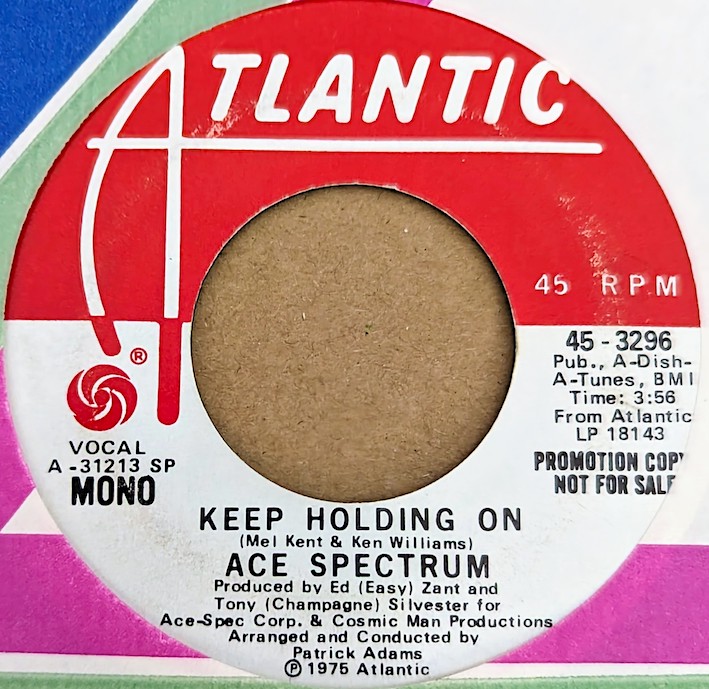 ATLANTIC
45 RPM
®
VOCAL
A-31213 SP
MONO
45-3296
Pub., A-Dish-
A-Tunes, BMI
Time: 3:56
From Atlantic
LP 18143
PROMOTION COPY
NOT FOR SALE
KEEP HOLDING ON
(Mel Kent & Ken Williams)
ACE SPECTRUM
Produced by Ed (Easy) Zant and
Tony (Champagne) Silvester for
Ace-Spec Corp. & Cosmic Man Productions
Arranged and Conducted by
Patrick Adams
℗ 1975 Atlantic